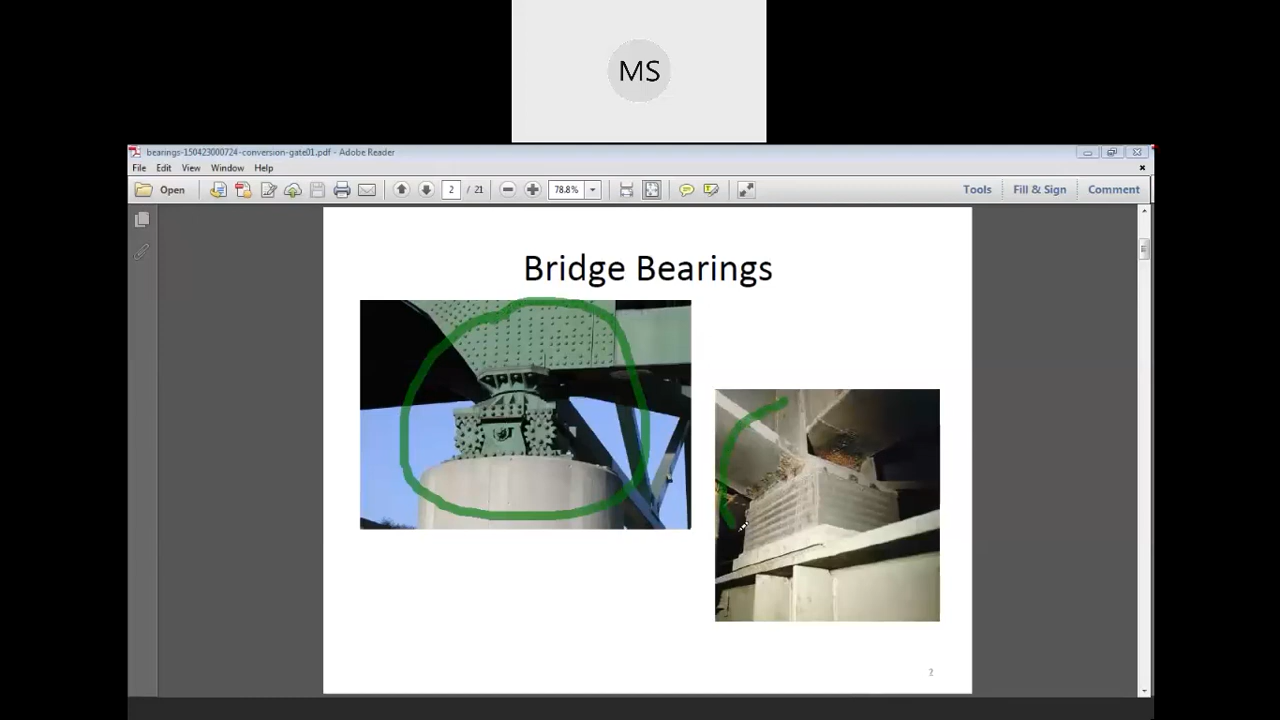 MS
bearings-150423000724-conversion-gate01.pdf - Adobe Reader
File Edit View Window Help
Open 2 / 21 78.8% Tools Fill & Sign Comment
Bridge Bearings
2